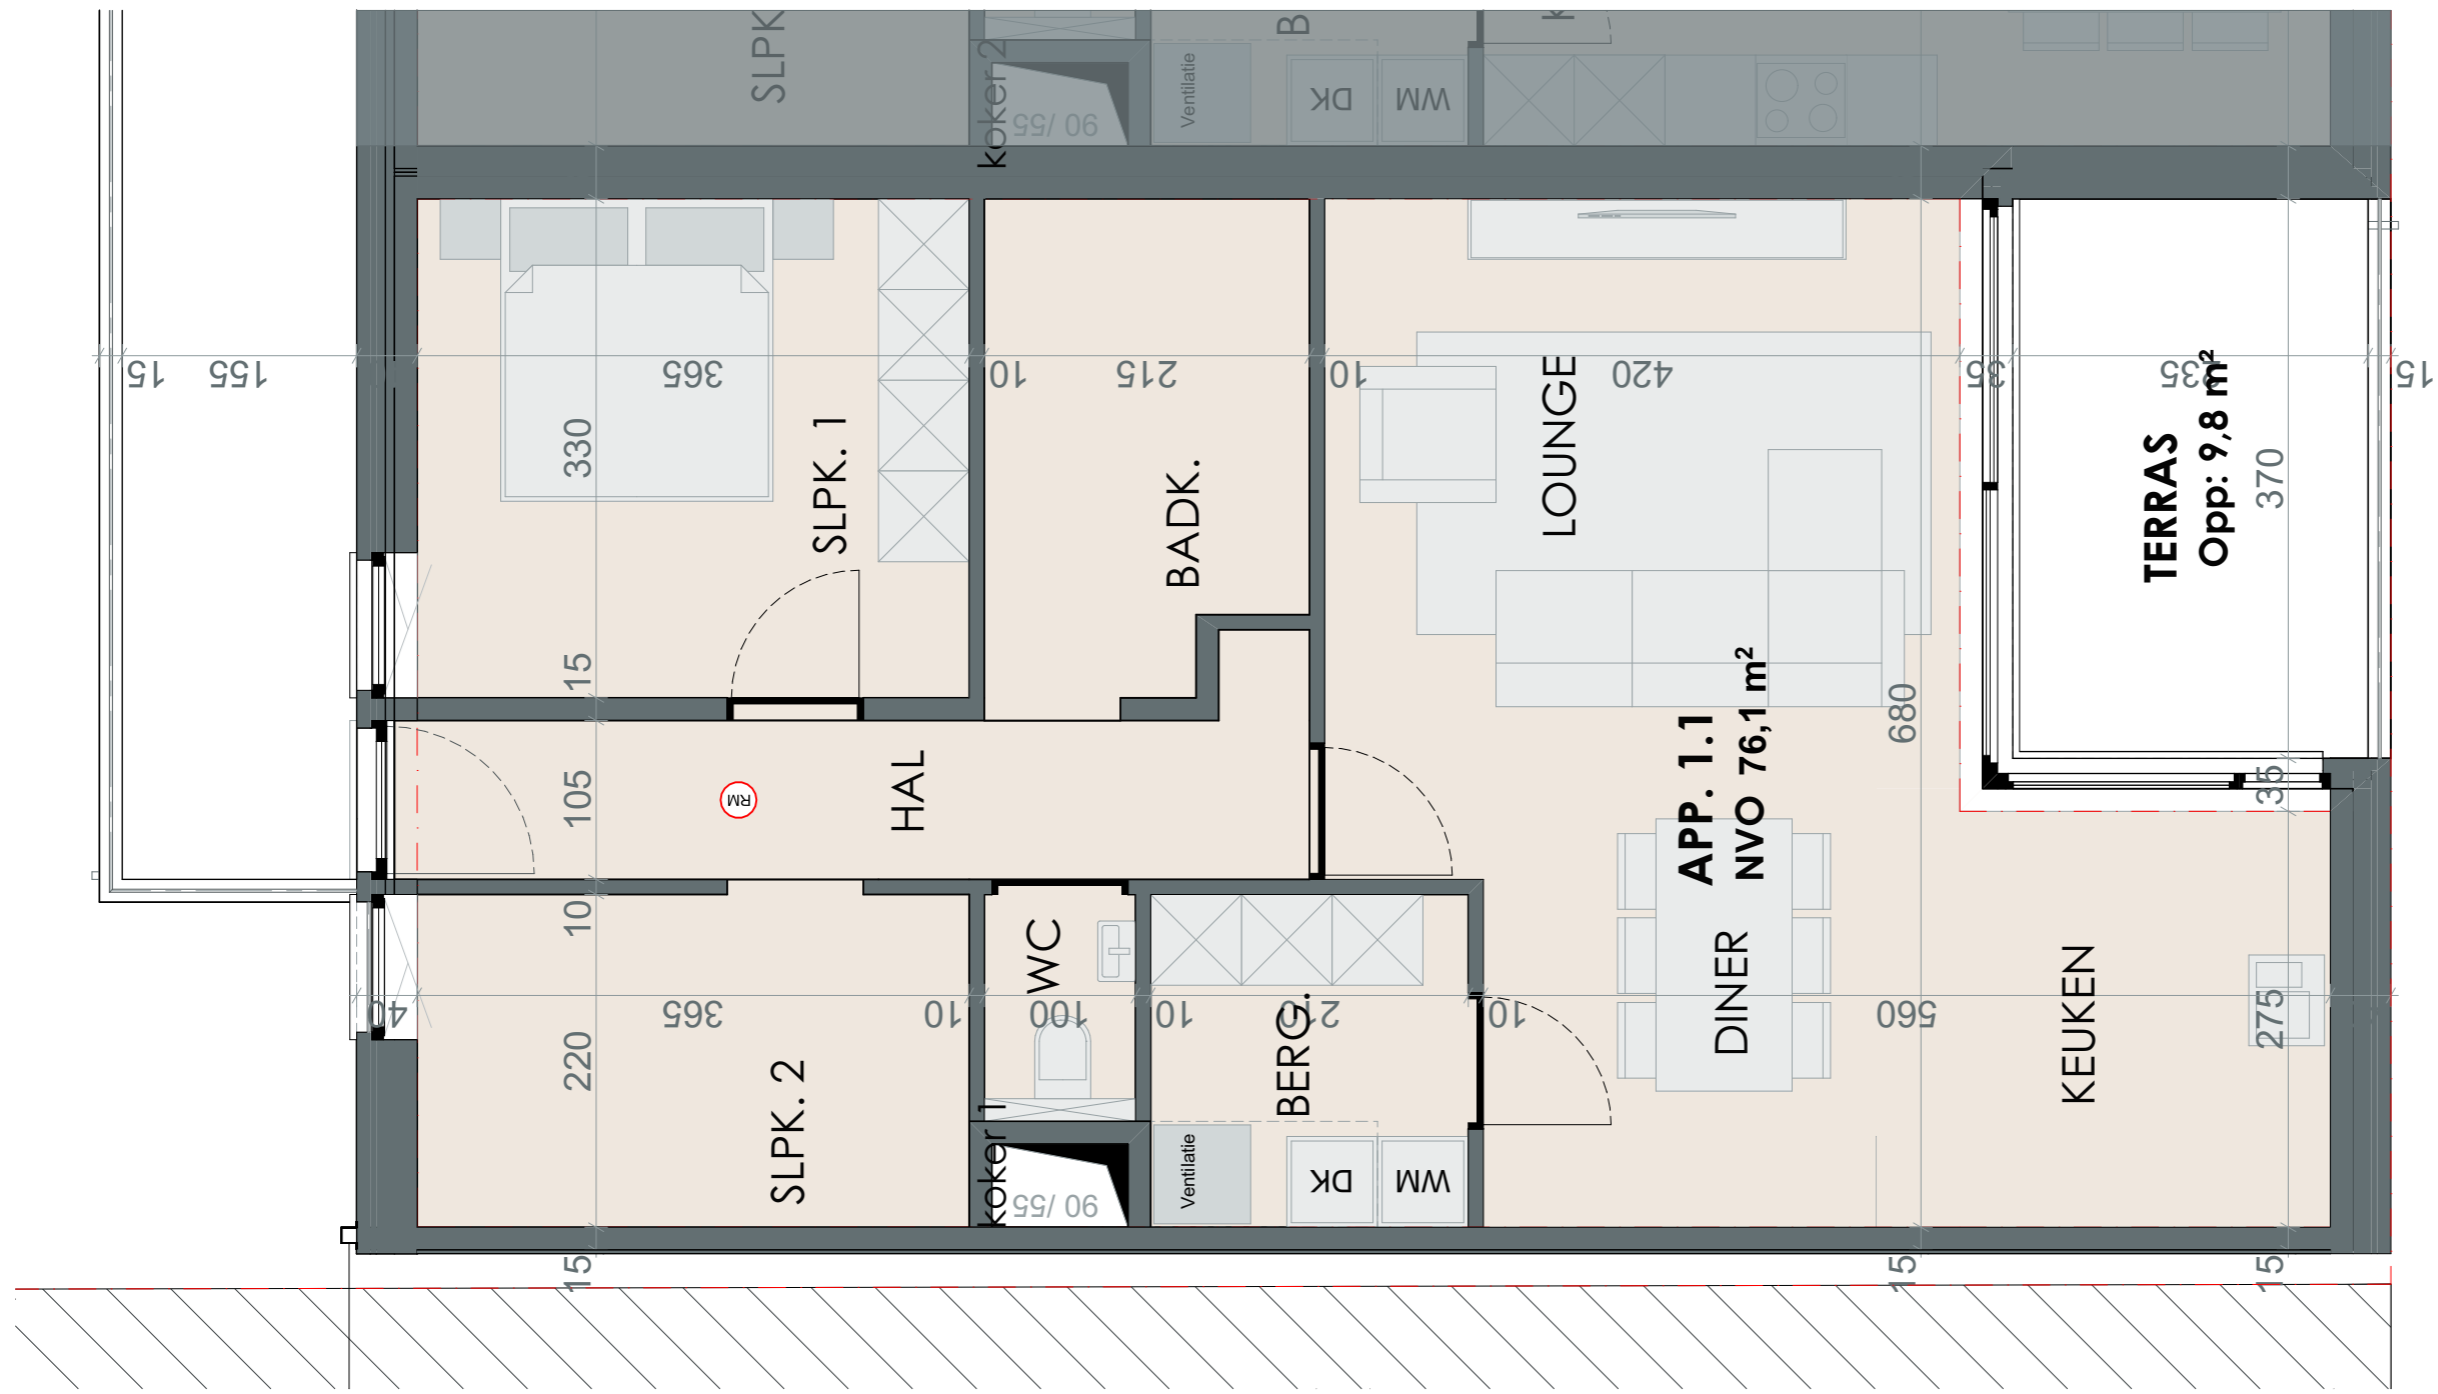 SLPK
koker 2
90 /55
Ventilatie
DK
WM
B
15
155
365
10
215
10
420
35
235
15
330
SLPK. 1
BADK.
LOUNGE
TERRAS
Opp: 9,8 m²
370
15
105
RM
HAL
APP. 1.1
NVO 76,1 m²
680
35
10
220
40
365
10
100
10
210
10
560
275
SLPK. 2
WC
BERG.
DINER
KEUKEN
koker 1
90 /55
Ventilatie
DK
WM
15
15
15